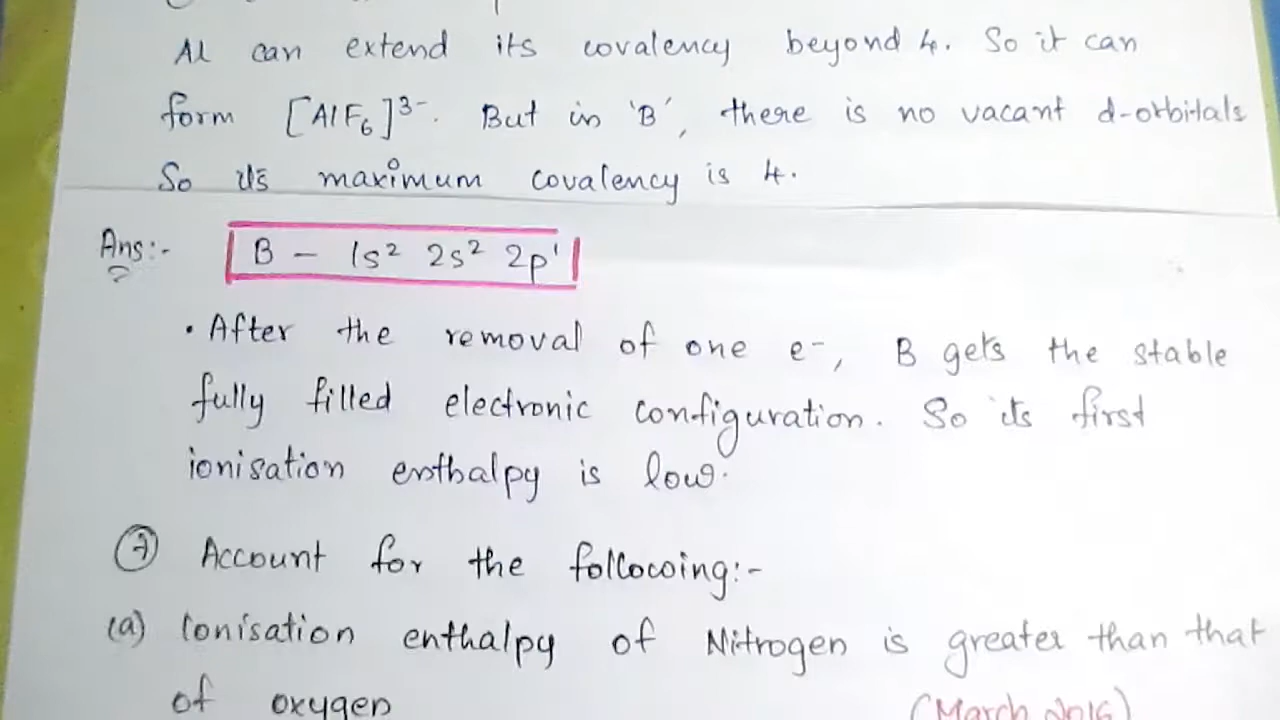 Al can extend its covalency beyond 4. So it can
form [AlF₆]³⁻. But in 'B', there is no vacant d-orbitals
So its maximum covalency is 4.
Ans:- B – 1s² 2s² 2p¹
• After the removal of one e⁻, B gets the stable
fully filled electronic configuration. So its first
ionisation enthalpy is low.
⑦ Account for the following:-
(a) Ionisation enthalpy of Nitrogen is greater than that
of oxygen (March 2016)